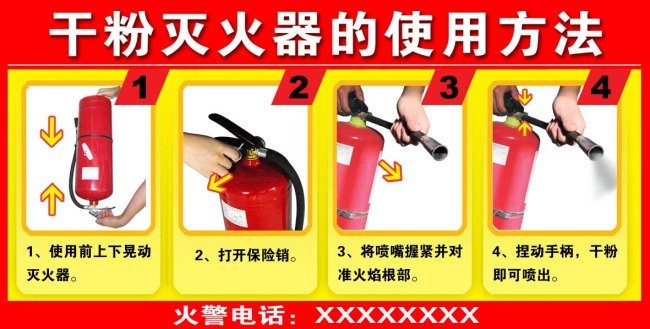 干粉灭火器的使用方法
1
2
3
4
1、使用前上下晃动
灭火器。
2、打开保险销。
3、将喷嘴握紧并对
准火焰根部。
4、捏动手柄，干粉
即可喷出。
火警电话：XXXXXXXX